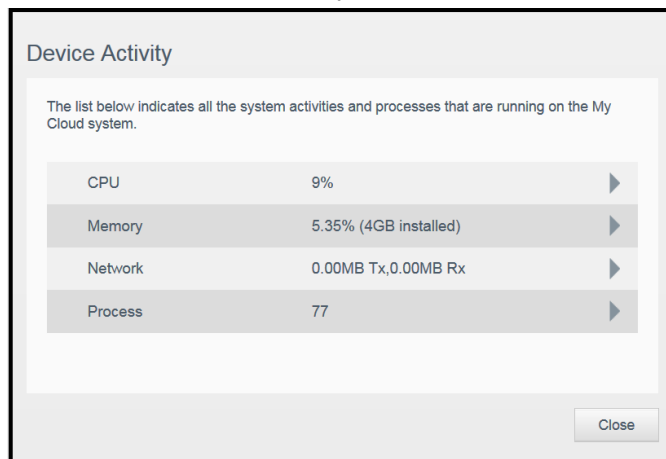 Device Activity
The list below indicates all the system activities and processes that are running on the My
Cloud system.
CPU 9%
Memory 5.35% (4GB installed)
Network 0.00MB Tx,0.00MB Rx
Process 77
Close